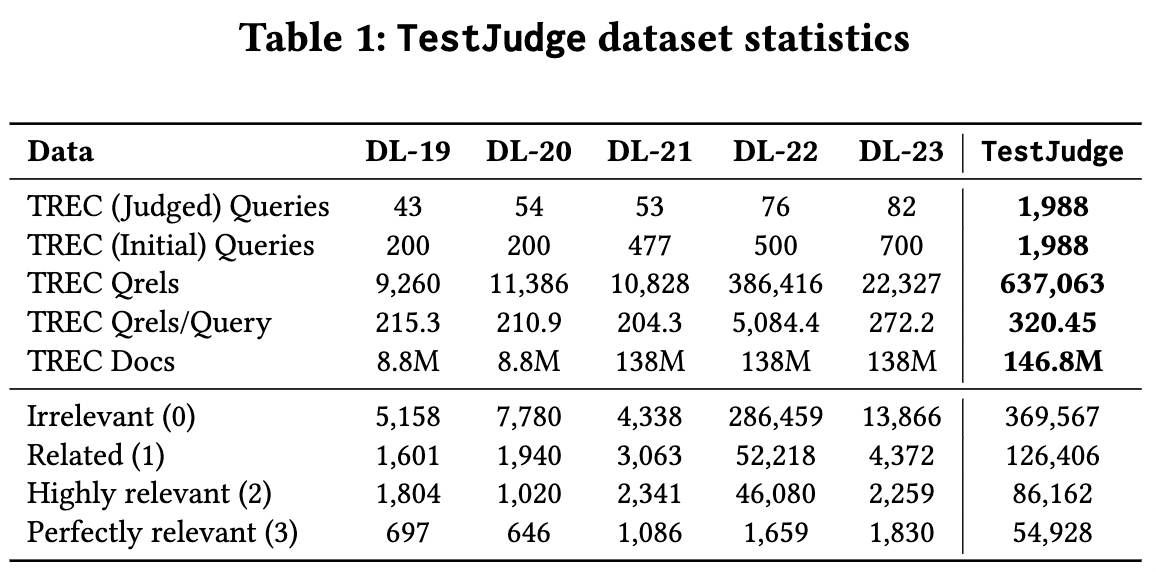 Table 1: TestJudge dataset statistics
Data DL-19 DL-20 DL-21 DL-22 DL-23 TestJudge
TREC (Judged) Queries 43 54 53 76 82 1,988
TREC (Initial) Queries 200 200 477 500 700 1,988
TREC Qrels 9,260 11,386 10,828 386,416 22,327 637,063
TREC Qrels/Query 215.3 210.9 204.3 5,084.4 272.2 320.45
TREC Docs 8.8M 8.8M 138M 138M 138M 146.8M
Irrelevant (0) 5,158 7,780 4,338 286,459 13,866 369,567
Related (1) 1,601 1,940 3,063 52,218 4,372 126,406
Highly relevant (2) 1,804 1,020 2,341 46,080 2,259 86,162
Perfectly relevant (3) 697 646 1,086 1,659 1,830 54,928